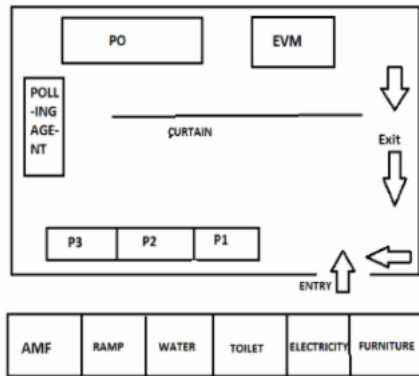 PO
EVM
POLL
-ING
AGE-
NT
CURTAIN
Exit
P3 P2 P1
ENTRY
AMF RAMP WATER TOILET ELECTRICITY FURNITURE